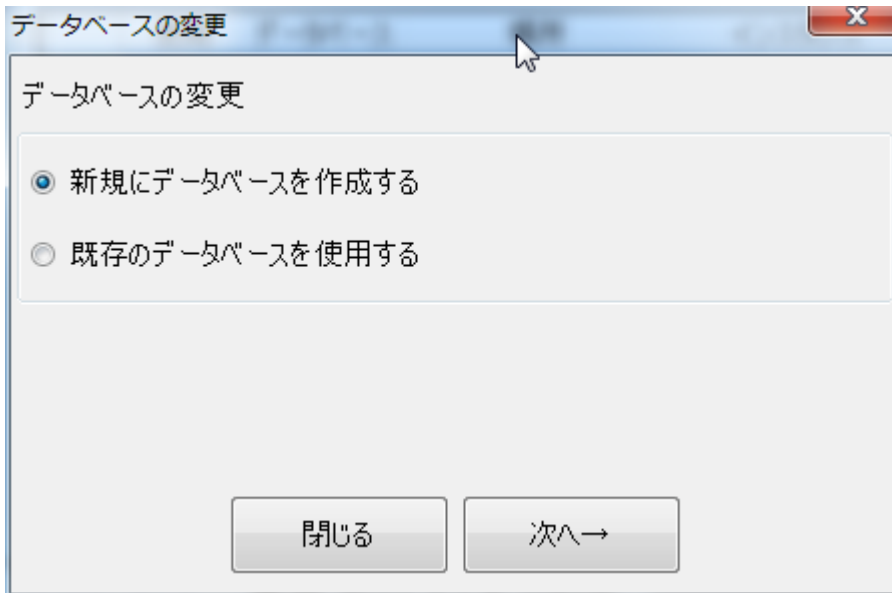 データベースの変更
データベースの変更
新規にデータベースを作成する
既存のデータベースを使用する
閉じる
次へ→